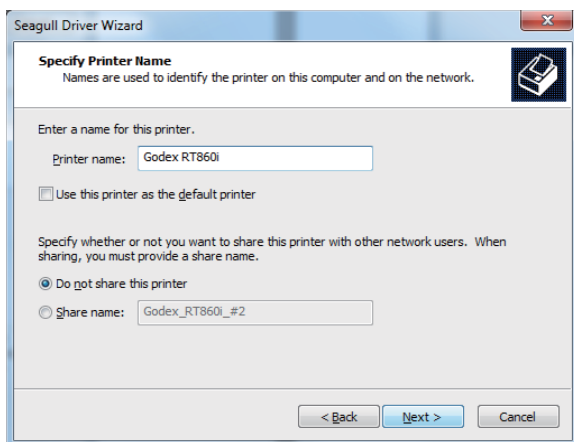 Seagull Driver Wizard
Specify Printer Name
Names are used to identify the printer on this computer and on the network.
Enter a name for this printer.
Printer name: Godex RT860i
Use this printer as the default printer
Specify whether or not you want to share this printer with other network users. When
sharing, you must provide a share name.
Do not share this printer
Share name: Godex_RT860i_#2
< Back Next > Cancel